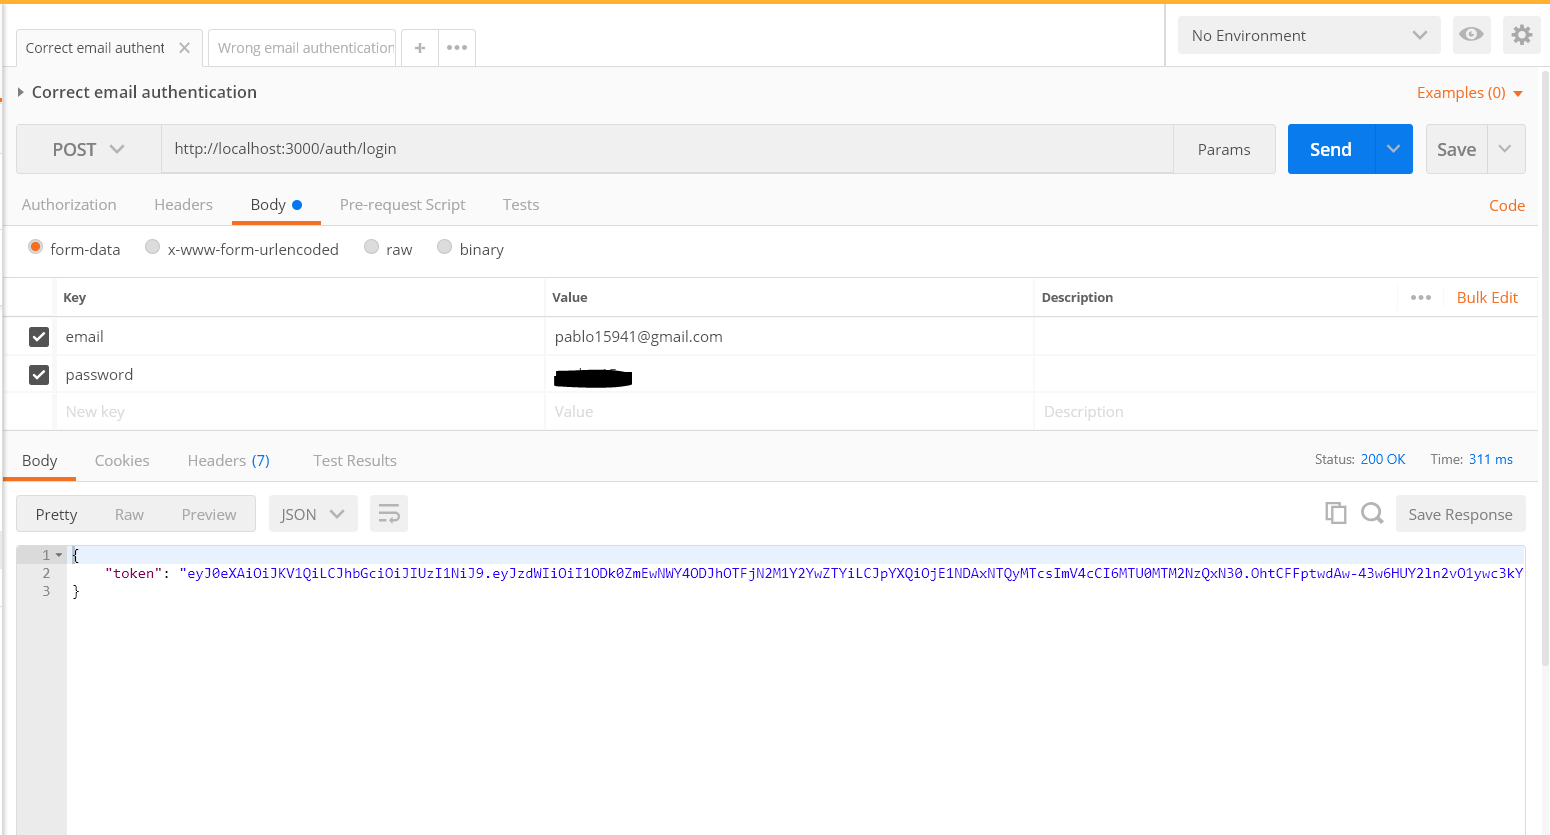 Correct email authent
Wrong email authentication
No Environment
Correct email authentication
Examples (0)
POST
http://localhost:3000/auth/login
Params
Send
Save
Authorization
Headers
Body
Pre-request Script
Tests
Code
form-data
x-www-form-urlencoded
raw
binary
Key
Value
Description
Bulk Edit
email
pablo15941@gmail.com
password
New key
Value
Description
Body
Cookies
Headers (7)
Test Results
Status: 200 OK
Time: 311 ms
Pretty
Raw
Preview
JSON
Save Response
1 {
2 "token": "eyJ0eXAiOiJKV1QiLCJhbGciOiJIUzI1NiJ9.eyJzdWIiOiI1ODk0ZmEwNWY4ODJhOTFjN2M1Y2YwZTYiLCJpYXQiOjE1NDAxNTQyMTcsImV4cCI6MTU0MTM2NzQxN30.OhtCFFptwdAw-43w6HUY2ln2vO1ywc3kY
3 }